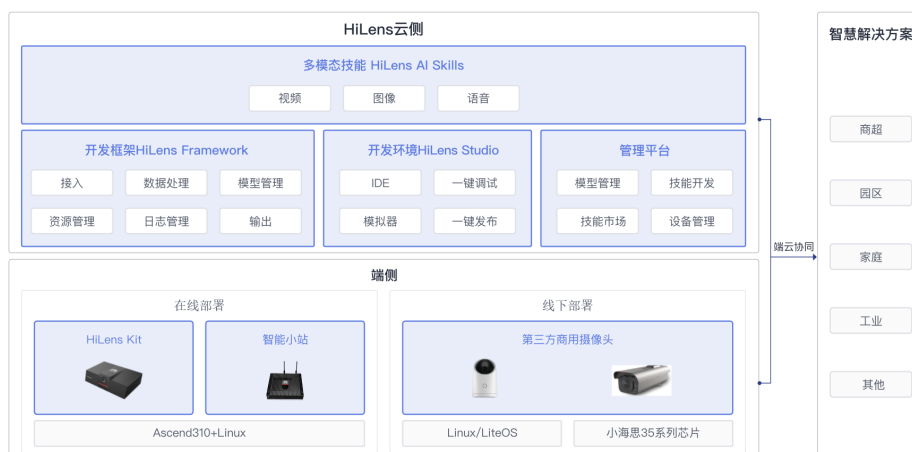 HiLens云侧
多模态技能 HiLens AI Skills
视频 图像 语音
开发框架HiLens Framework
接入 数据处理 模型管理
资源管理 日志管理 输出
开发环境HiLens Studio
IDE 一键调试
模拟器 一键发布
管理平台
模型管理 技能开发
技能市场 设备管理
端侧
在线部署
HiLens Kit 智能小站
Ascend310+Linux
线下部署
第三方商用摄像头
Linux/LiteOS 小海思35系列芯片
端云协同
智慧解决方案
商超
园区
家庭
工业
其他